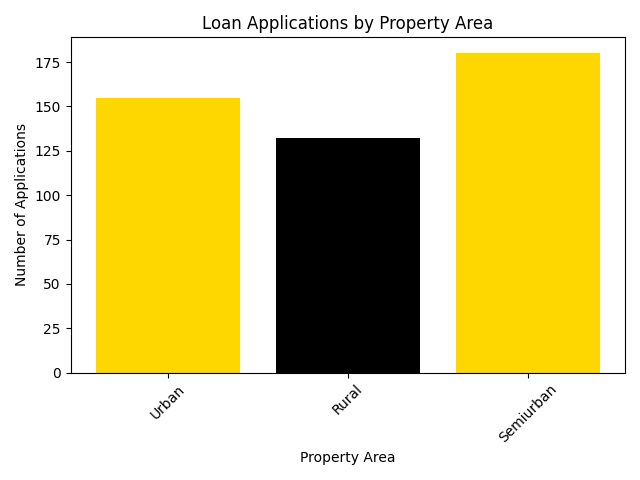 Loan Applications by Property Area
Number of Applications
175
150
125
100
75
50
25
0
Urban
Rural
Semiurban
Property Area